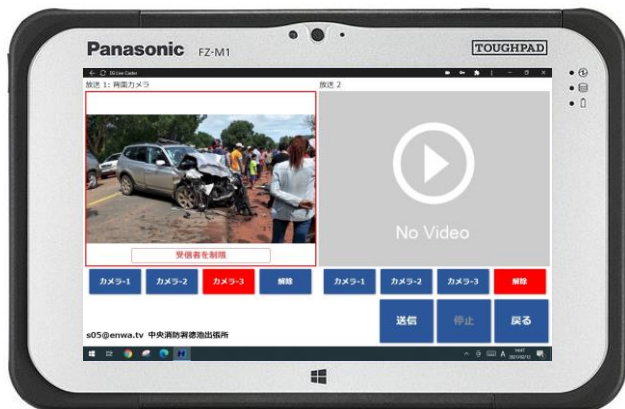 Panasonic FZ-M1
TOUGHPAD
EG Live Caster
放送 1: 背面カメラ
放送 2
No Video
受信者を制限
カメラ-1 カメラ-2 カメラ-3 解除
カメラ-1 カメラ-2 カメラ-3 解除
送信 停止 戻る
s05@enwa.tv 中央消防署徳池出張所
A